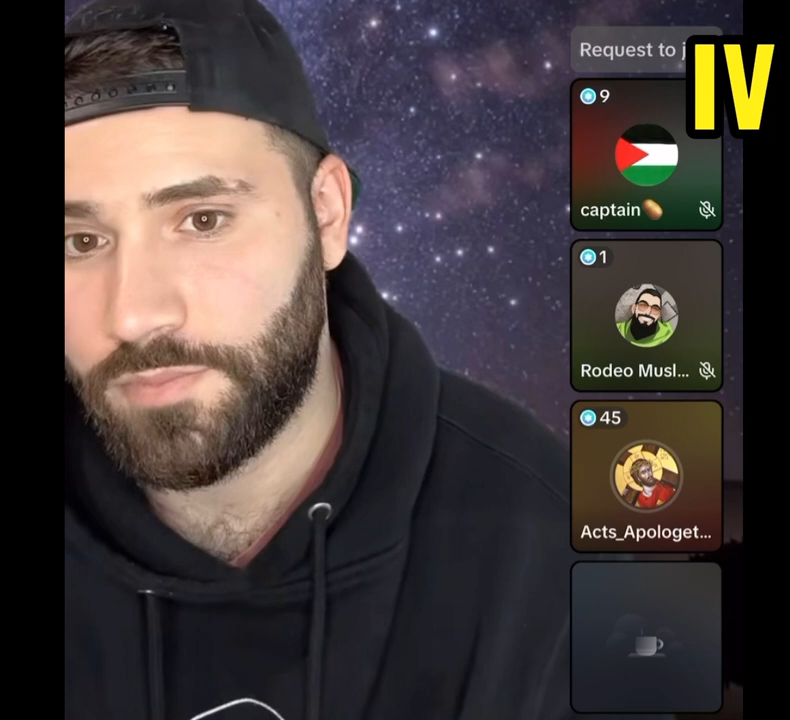 Request to j
IV
9
captain🥔
1
Rodeo Musl...
45
Acts_Apologet...